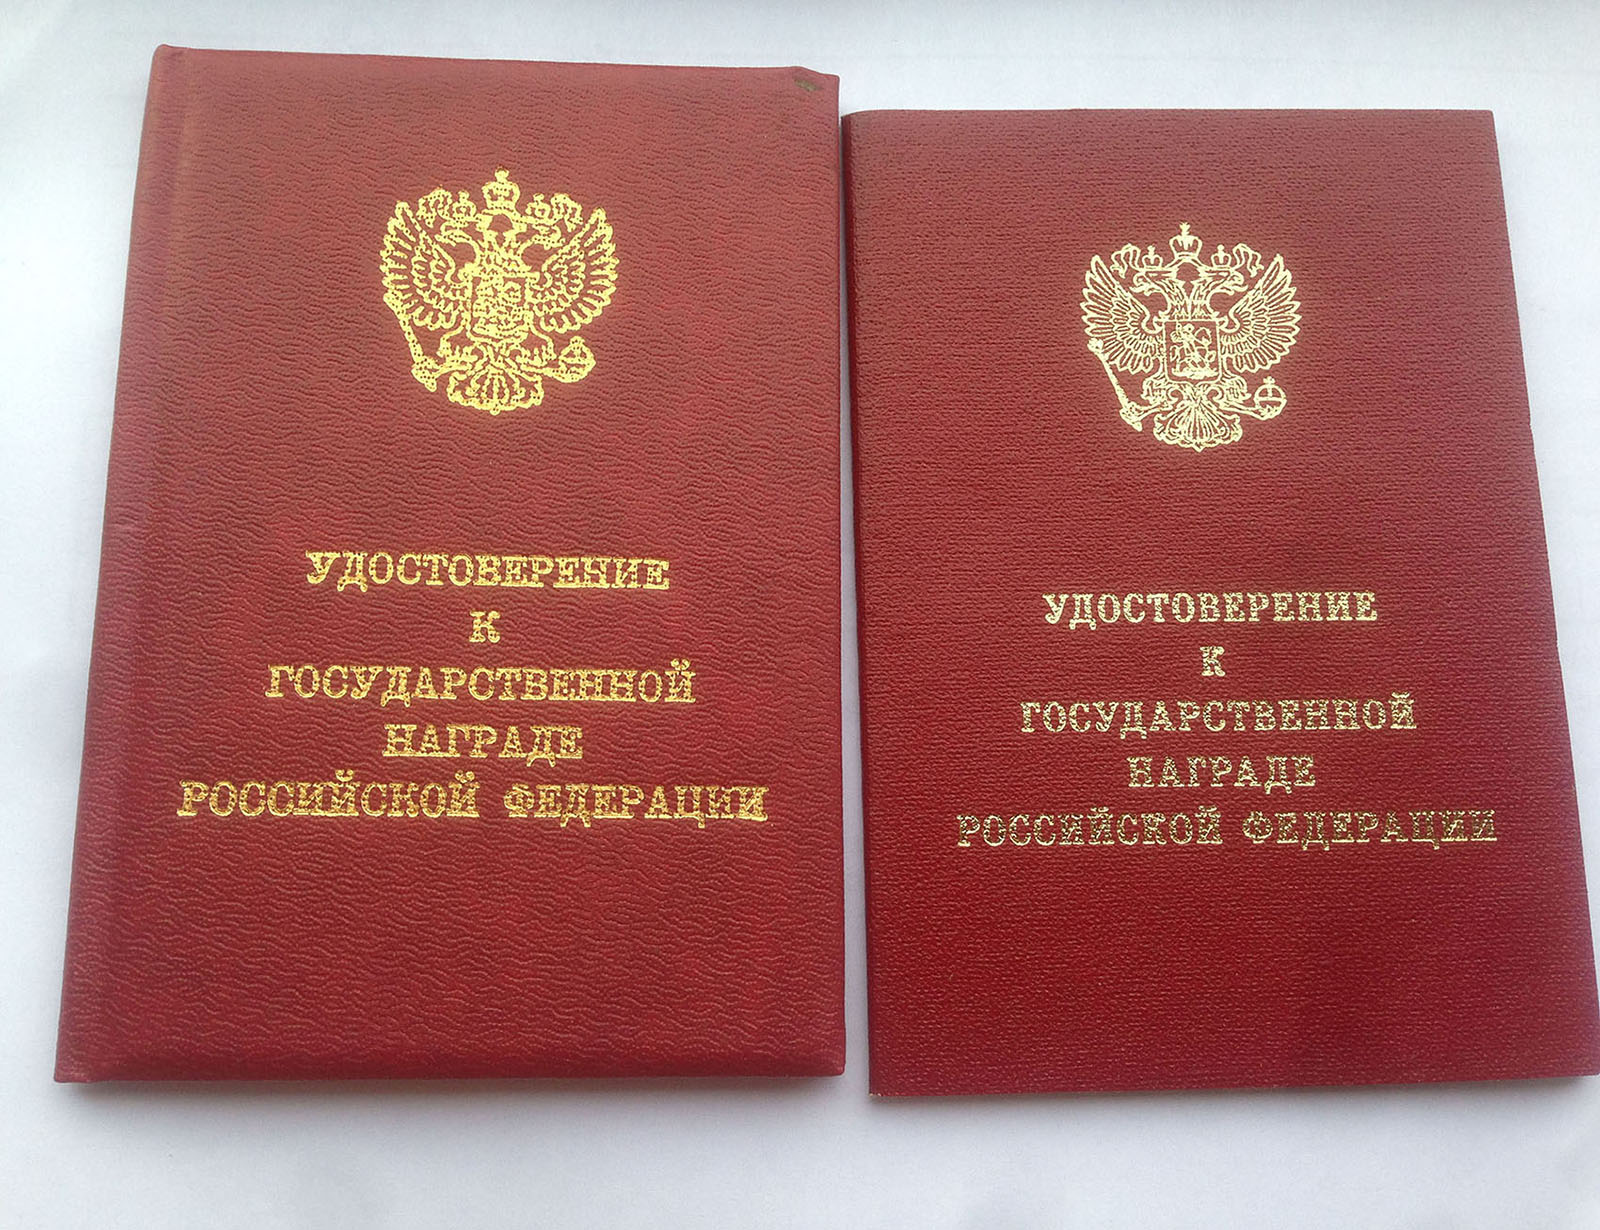 УДОСТОВЕРЕНИЕ
К
ГОСУДАРСТВЕННОЙ
НАГРАДЕ
РОССИЙСКОЙ ФЕДЕРАЦИИ
УДОСТОВЕРЕНИЕ
К
ГОСУДАРСТВЕННОЙ
НАГРАДЕ
РОССИЙСКОЙ ФЕДЕРАЦИИ